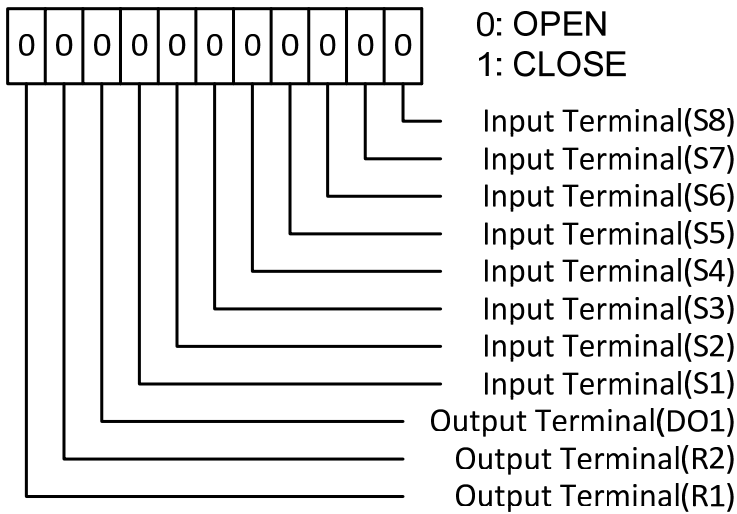 0 0 0 0 0 0 0 0 0 0 0
0: OPEN
1: CLOSE
Input Terminal(S8)
Input Terminal(S7)
Input Terminal(S6)
Input Terminal(S5)
Input Terminal(S4)
Input Terminal(S3)
Input Terminal(S2)
Input Terminal(S1)
Output Terminal(DO1)
Output Terminal(R2)
Output Terminal(R1)